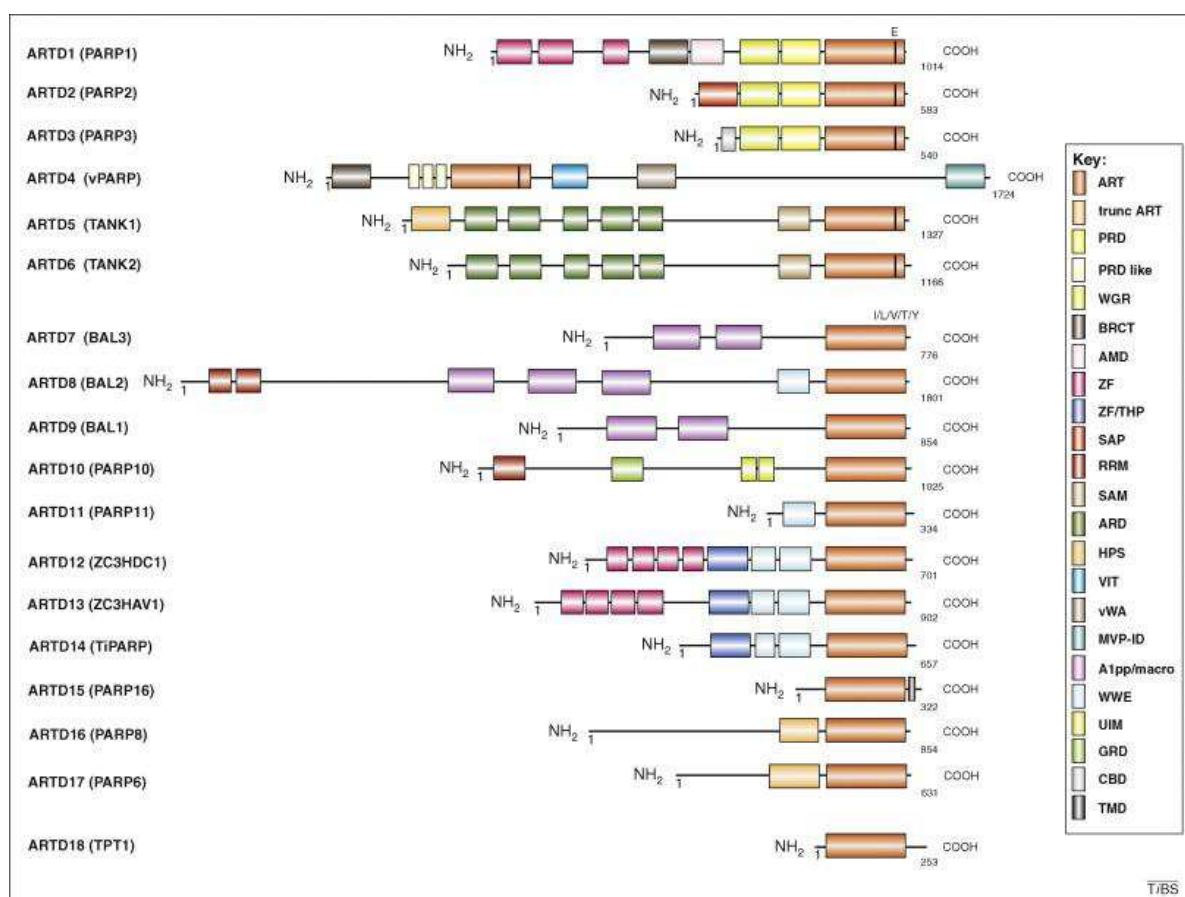 E
ARTD1 (PARP1) NH2 1 1014 COOH
ARTD2 (PARP2) NH2 1 583 COOH
ARTD3 (PARP3) NH2 1 540 COOH
ARTD4 (vPARP) NH2 1 1724 COOH
ARTD5 (TANK1) NH2 1 1327 COOH
ARTD6 (TANK2) NH2 1 1166 COOH
I/L/V/T/Y
ARTD7 (BAL3) NH2 1 776 COOH
ARTD8 (BAL2) NH2 1 1801 COOH
ARTD9 (BAL1) NH2 1 854 COOH
ARTD10 (PARP10) NH2 1 1025 COOH
ARTD11 (PARP11) NH2 1 334 COOH
ARTD12 (ZC3HDC1) NH2 1 701 COOH
ARTD13 (ZC3HAV1) NH2 1 902 COOH
ARTD14 (TiPARP) NH2 1 657 COOH
ARTD15 (PARP16) NH2 1 322 COOH
ARTD16 (PARP8) NH2 1 854 COOH
ARTD17 (PARP6) NH2 1 631 COOH
ARTD18 (TPT1) NH2 1 253 COOH
Key:
ART
trunc ART
PRD
PRD like
WGR
BRCT
AMD
ZF
ZF/THP
SAP
RRM
SAM
ARD
HPS
VIT
vWA
MVP-ID
A1pp/macro
WWE
UIM
GRD
CBD
TMD
TiBS